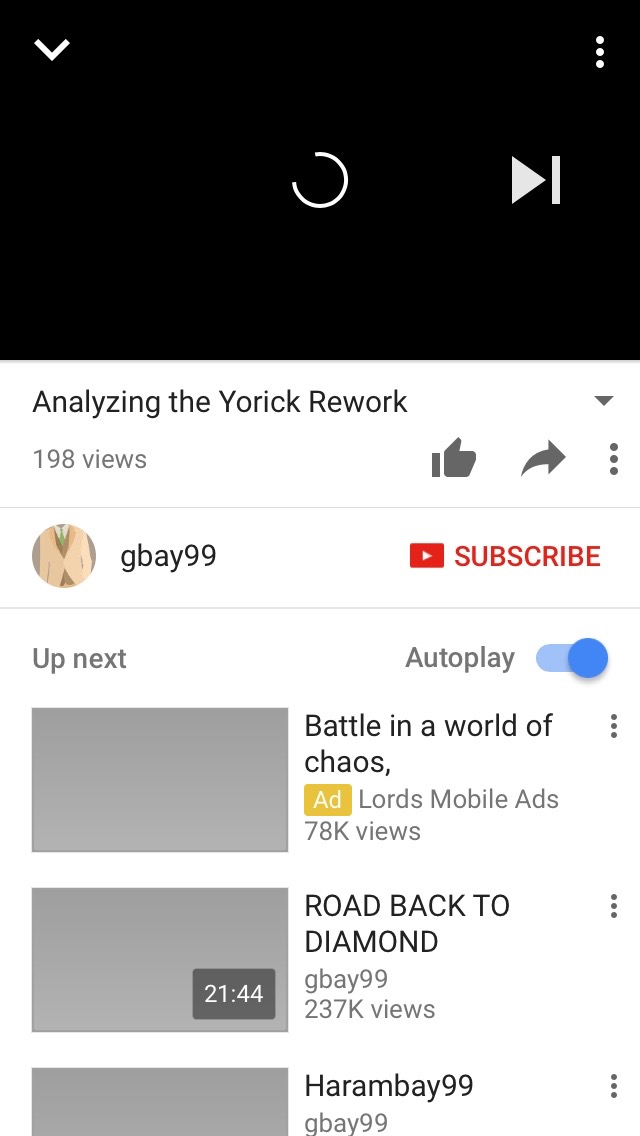 Analyzing the Yorick Rework
198 views
gbay99
SUBSCRIBE
Up next
Autoplay
Battle in a world of
chaos,
Ad Lords Mobile Ads
78K views
21:44
ROAD BACK TO
DIAMOND
gbay99
237K views
Harambay99
gbay99